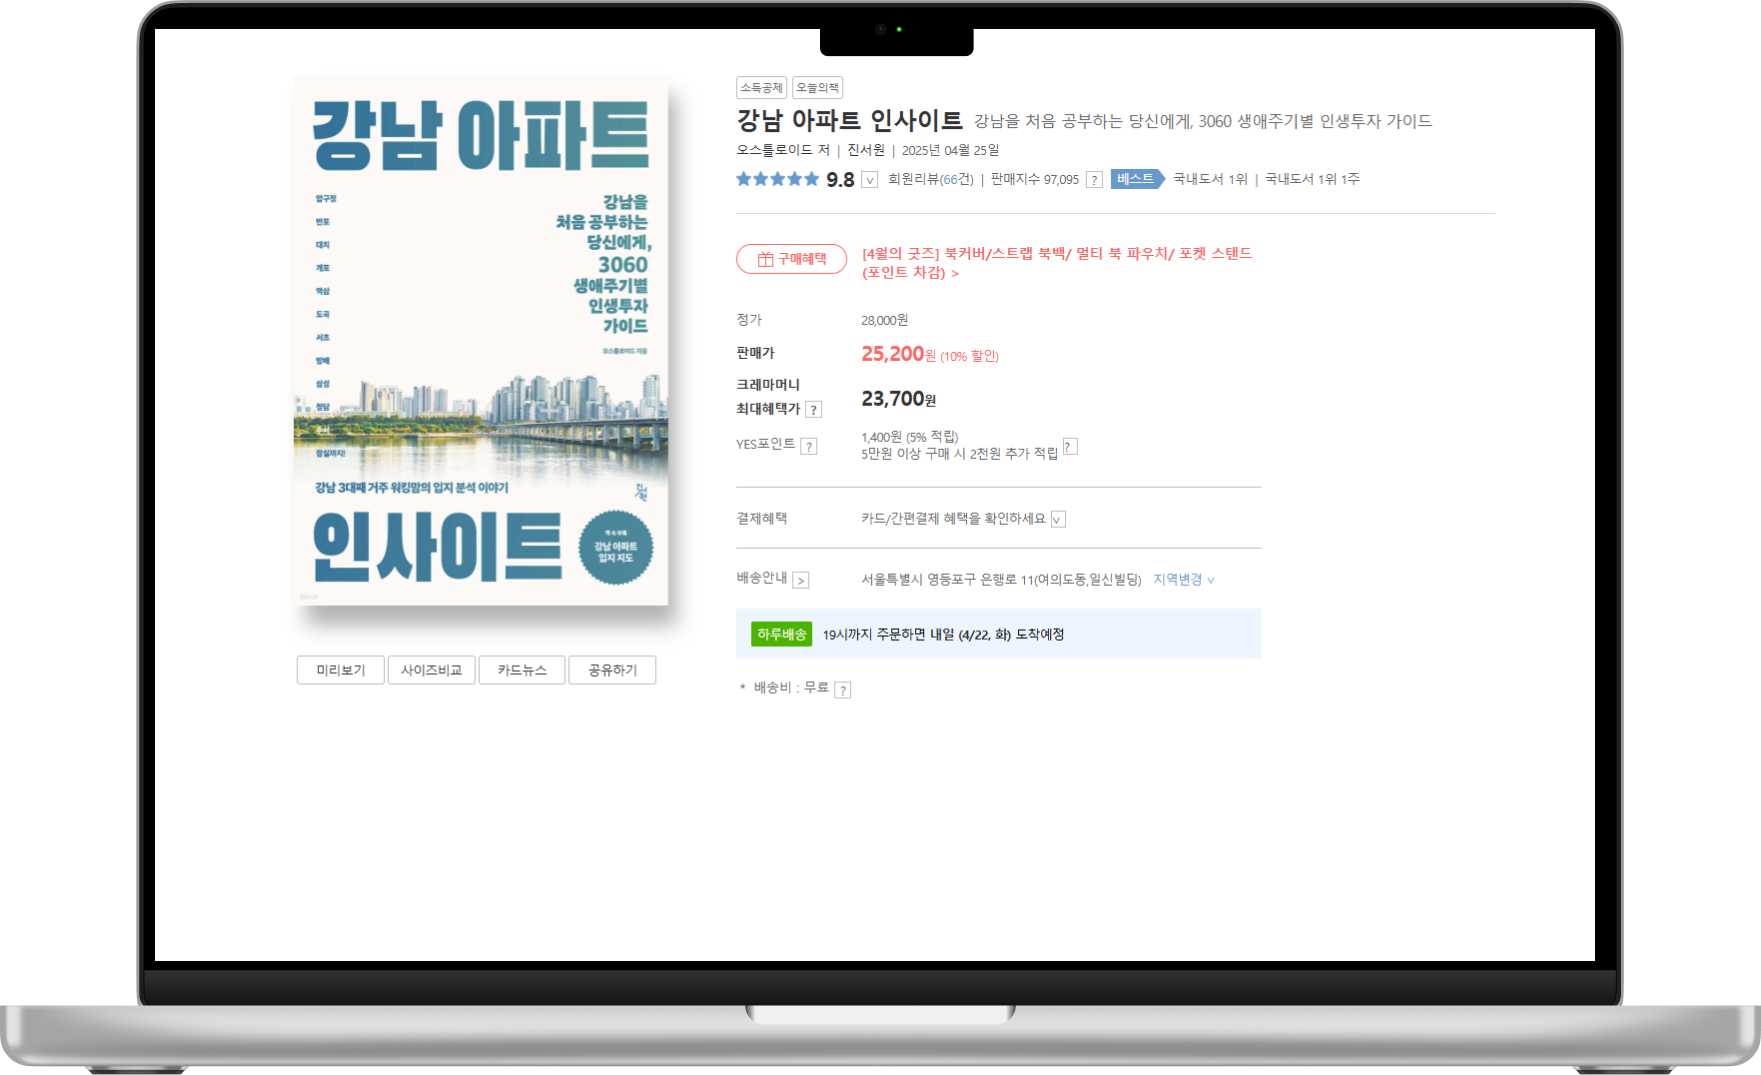 강남 아파트
압구정
반포
대치
개포
역삼
도곡
서초
방배
삼성
청담
수서
잠실까지!
강남을
처음 공부하는
당신에게,
3060
생애주기별
인생투자
가이드
오스틀로이드 지음
강남 3대째 거주 워킹맘의 입지 분석 이야기
진서원
인사이트
책 속 부록
강남 아파트
입지 지도
미리보기 사이즈비교 카드뉴스 공유하기
소득공제 오늘의책
강남 아파트 인사이트 강남을 처음 공부하는 당신에게, 3060 생애주기별 인생투자 가이드
오스틀로이드 저 | 진서원 | 2025년 04월 25일
9.8 v 회원리뷰(66건) | 판매지수 97,095 ? 베스트 국내도서 1위 | 국내도서 1위 1주
구매혜택 [4월의 굿즈] 북커버/스트랩 북백/ 멀티 북 파우치/ 포켓 스탠드
(포인트 차감) >
정가 28,000원
판매가 25,200원 (10% 할인)
크레마머니
최대혜택가 ? 23,700원
YES포인트 ? 1,400원 (5% 적립)
5만원 이상 구매 시 2천원 추가 적립 ?
결제혜택 카드/간편결제 혜택을 확인하세요 v
배송안내 > 서울특별시 영등포구 은행로 11(여의도동,일신빌딩) 지역변경 v
하루배송 19시까지 주문하면 내일 (4/22, 화) 도착예정
* 배송비 : 무료 ?